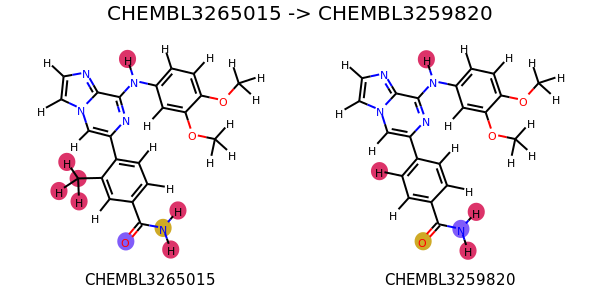 CHEMBL3265015 -> CHEMBL3259820
H H H H H
N N H H
N N O H
H N H O H
H H H H
H H H
H H
H H
O N H
H
H H H H H
N N H H
N N O H
H N H O H
H H H H
H H
H H
O N H
H
CHEMBL3265015 CHEMBL3259820